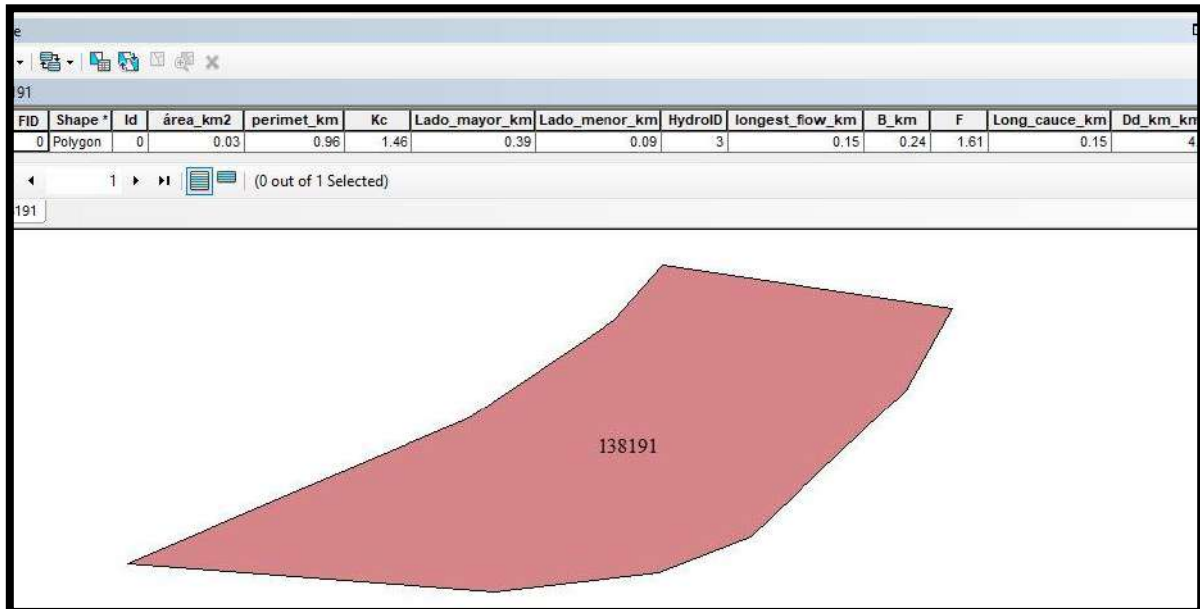 e
191
FID Shape * Id área_km2 perimet_km Kc Lado_mayor_km Lado_menor_km HydroID longest_flow_km B_km F Long_cauce_km Dd_km_km
0 Polygon 0 0.03 0.96 1.46 0.39 0.09 3 0.15 0.24 1.61 0.15 4
1 (0 out of 1 Selected)
191
138191